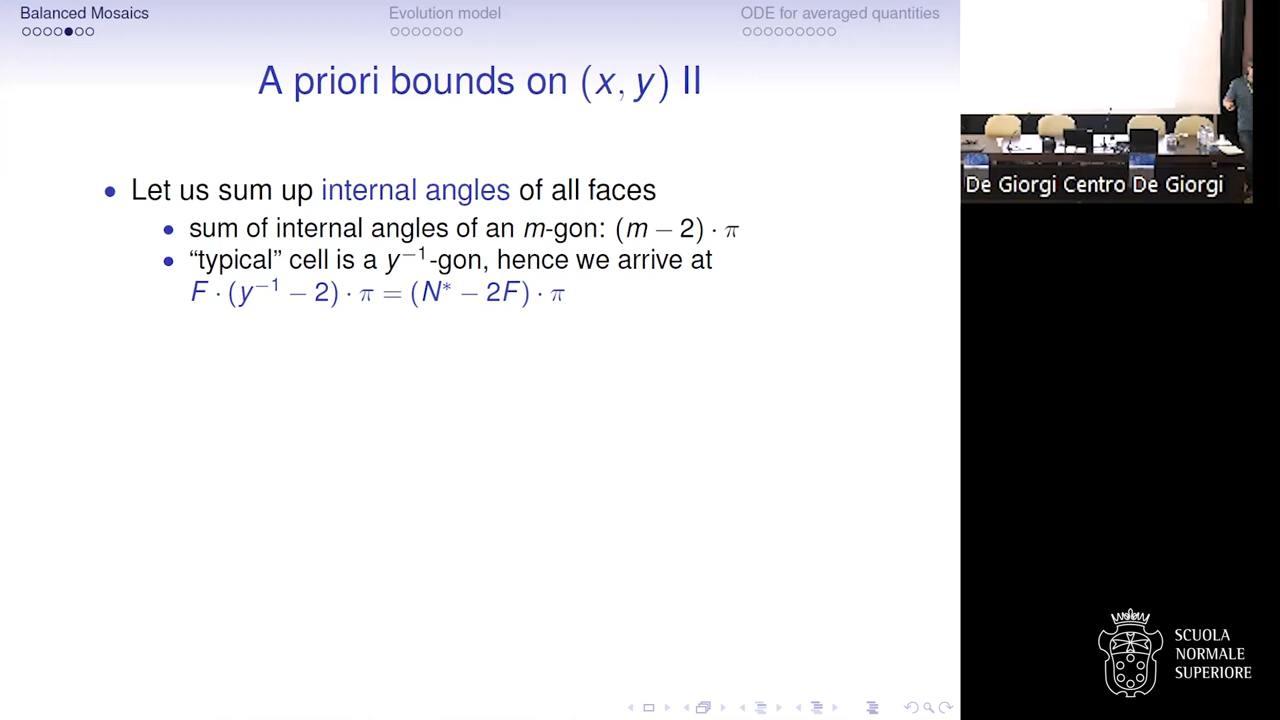 Balanced Mosaics
Evolution model
ODE for averaged quantities
A priori bounds on (x, y) II
• Let us sum up internal angles of all faces
• sum of internal angles of an m-gon: (m − 2) · π
• “typical” cell is a y⁻¹-gon, hence we arrive at
F · (y⁻¹ − 2) · π = (N* − 2F) · π
De Giorgi Centro De Giorgi
SCUOLA
NORMALE
SUPERIORE